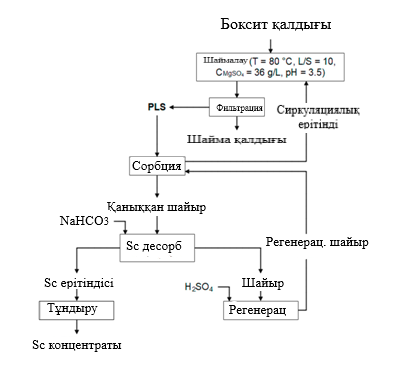 Боксит қалдығы
Шаймалау (T = 80 °C, L/S = 10,
CMgSO₄ = 36 g/L, pH = 3.5)
PLS
Фильтрация
Сиркуляциялық
ерітінді
Шайма қалдығы
Сорбция
Қаныққан шайыр
NaHCO3
Регенерац. шайыр
Sc десорб
Sc ерітіндісі
Шайыр
H₂SO₄
Тұндыру
Регенерац
Sc концентраты